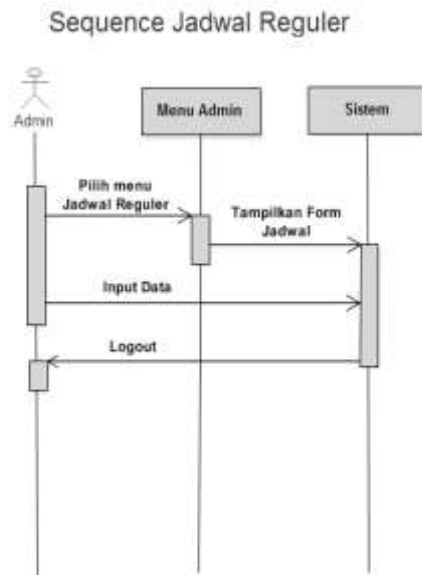 Sequence Jadwal Reguler
Admin
Menu Admin
Sistem
Pilih menu
Jadwal Reguler
Tampilkan Form
Jadwal
Input Data
Logout